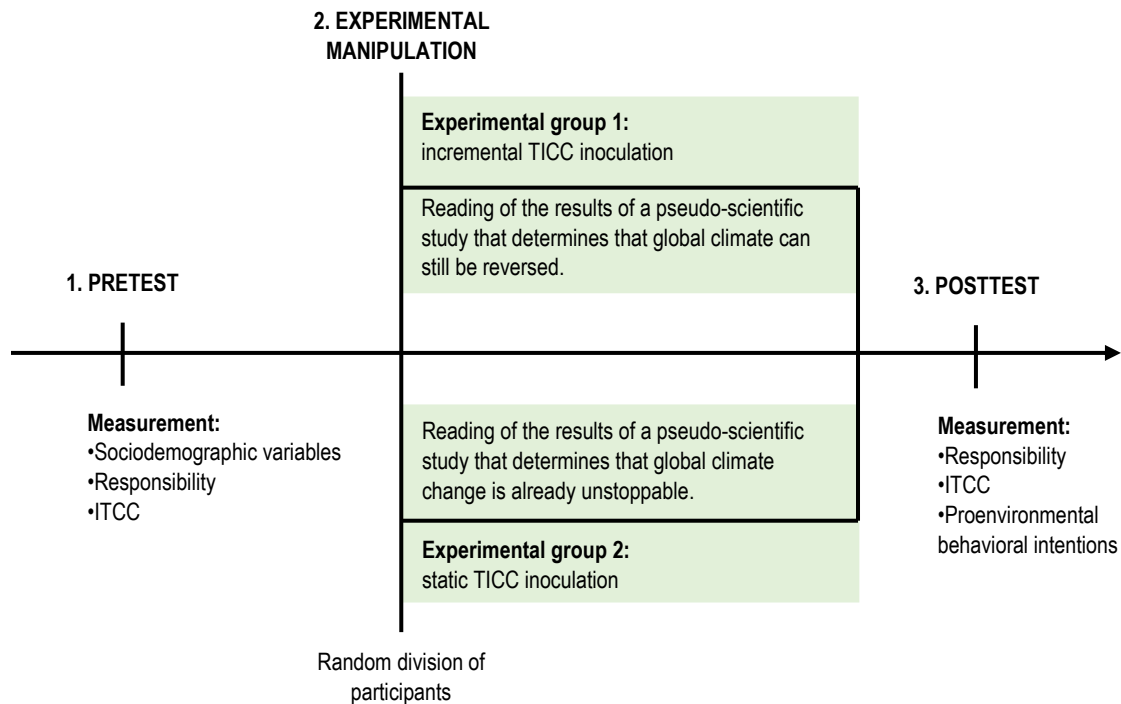 2. EXPERIMENTAL
MANIPULATION
Experimental group 1:
incremental TICC inoculation
Reading of the results of a pseudo-scientific
study that determines that global climate can
still be reversed.
1. PRETEST
3. POSTTEST
Measurement:
•Sociodemographic variables
•Responsibility
•ITCC
Reading of the results of a pseudo-scientific
study that determines that global climate
change is already unstoppable.
Experimental group 2:
static TICC inoculation
Measurement:
•Responsibility
•ITCC
•Proenvironmental
behavioral intentions
Random division of
participants